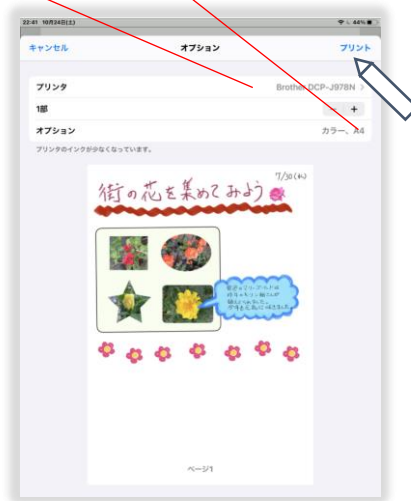 22:41 10月24日(土)
44%
キャンセル
オプション
プリント
プリンタ
Brother DCP-J978N >
1部
+
オプション
カラー、A4
プリンタのインクが少なくなっています。
7/30(木)
街の花を集めてみよう
ページ1